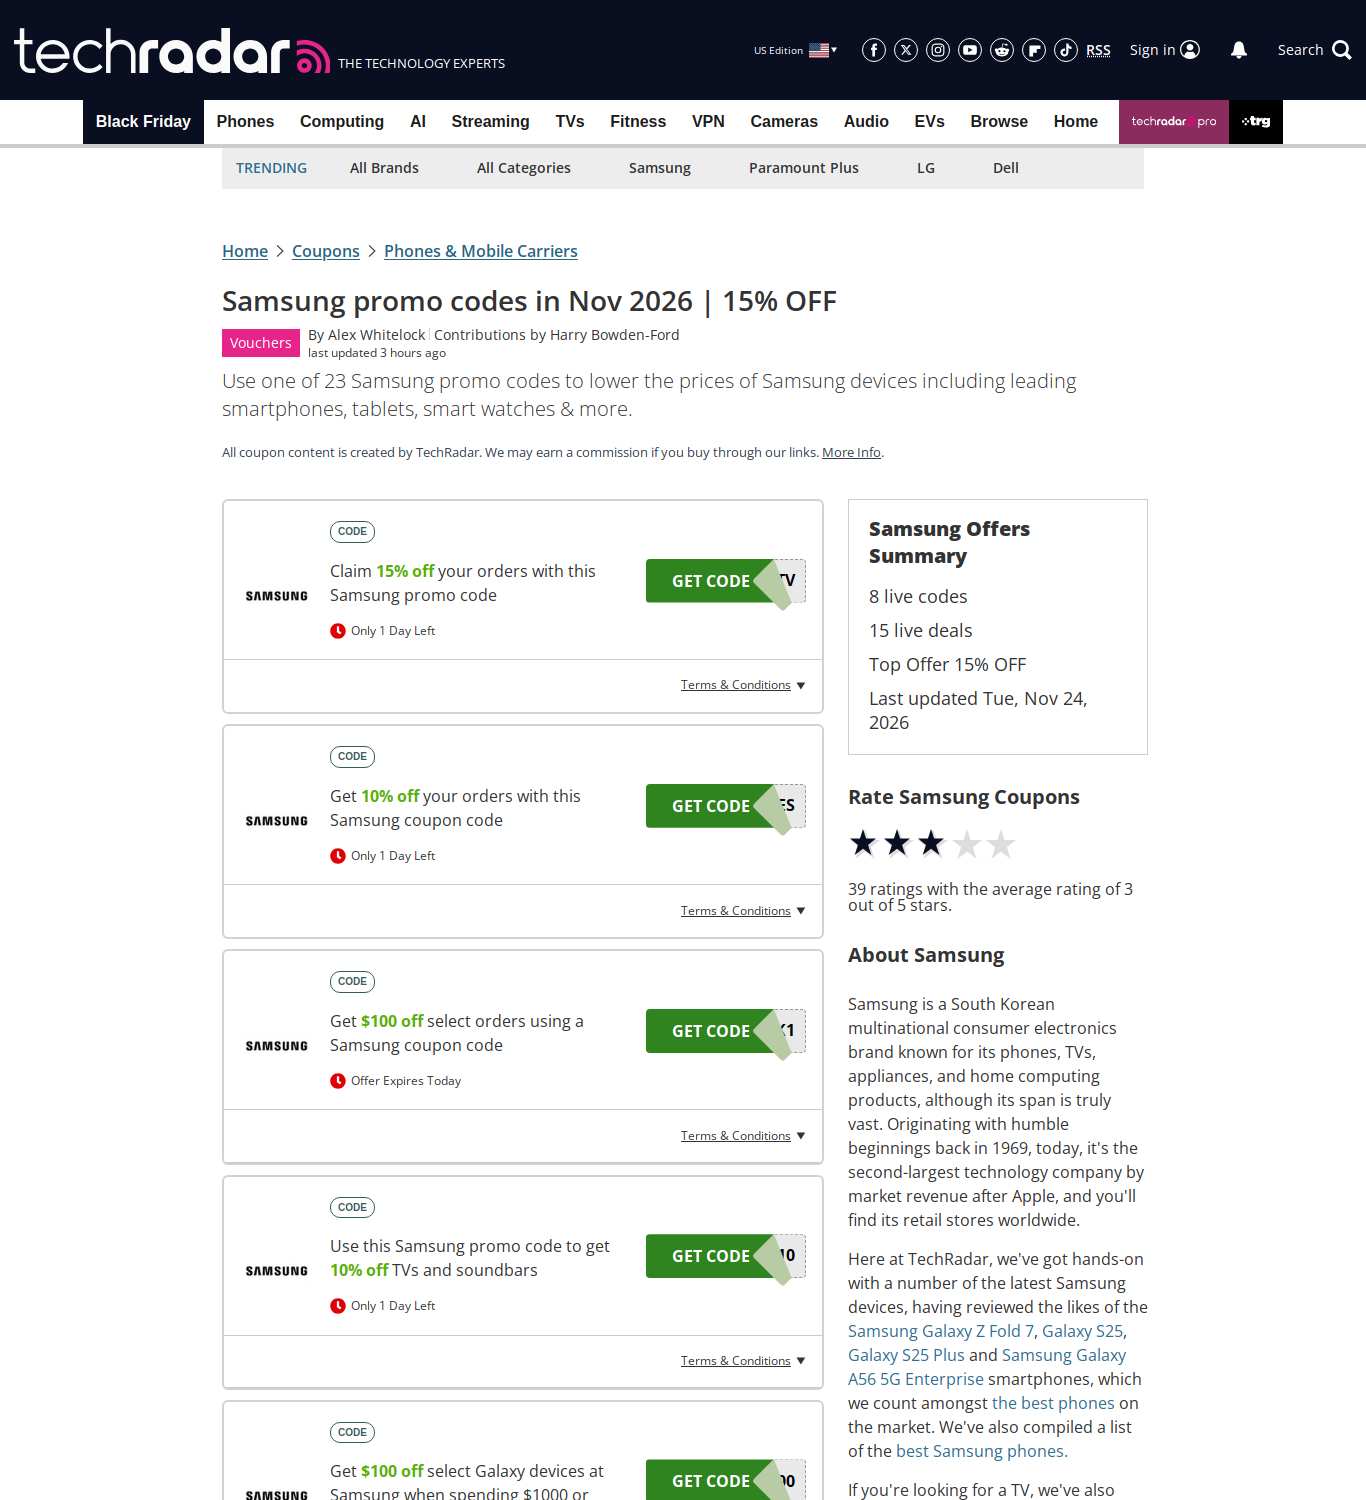 techradar THE TECHNOLOGY EXPERTS
US Edition
RSS
Sign in
Search
Black Friday
Phones
Computing
AI
Streaming
TVs
Fitness
VPN
Cameras
Audio
EVs
Browse
Home
techradar pro
trg
TRENDING
All Brands
All Categories
Samsung
Paramount Plus
LG
Dell
Home
Coupons
Phones & Mobile Carriers
Samsung promo codes in Nov 2026 | 15% OFF
Vouchers
By Alex Whitelock Contributions by Harry Bowden-Ford
last updated 3 hours ago
Use one of 23 Samsung promo codes to lower the prices of Samsung devices including leading
smartphones, tablets, smart watches & more.
All coupon content is created by TechRadar. We may earn a commission if you buy through our links. More Info.
CODE
SAMSUNG
Claim 15% off your orders with this
Samsung promo code
Only 1 Day Left
GET CODE
TV
Terms & Conditions
CODE
SAMSUNG
Get 10% off your orders with this
Samsung coupon code
Only 1 Day Left
GET CODE
ES
Terms & Conditions
CODE
SAMSUNG
Get $100 off select orders using a
Samsung coupon code
Offer Expires Today
GET CODE
1
Terms & Conditions
CODE
SAMSUNG
Use this Samsung promo code to get
10% off TVs and soundbars
Only 1 Day Left
GET CODE
10
Terms & Conditions
CODE
SAMSUNG
Get $100 off select Galaxy devices at
Samsung when spending $1000 or
GET CODE
00
Samsung Offers
Summary
8 live codes
15 live deals
Top Offer 15% OFF
Last updated Tue, Nov 24,
2026
Rate Samsung Coupons
39 ratings with the average rating of 3
out of 5 stars.
About Samsung
Samsung is a South Korean
multinational consumer electronics
brand known for its phones, TVs,
appliances, and home computing
products, although its span is truly
vast. Originating with humble
beginnings back in 1969, today, it's the
second-largest technology company by
market revenue after Apple, and you'll
find its retail stores worldwide.
Here at TechRadar, we've got hands-on
with a number of the latest Samsung
devices, having reviewed the likes of the
Samsung Galaxy Z Fold 7, Galaxy S25,
Galaxy S25 Plus and Samsung Galaxy
A56 5G Enterprise smartphones, which
we count amongst the best phones on
the market. We've also compiled a list
of the best Samsung phones.
If you're looking for a TV, we've also